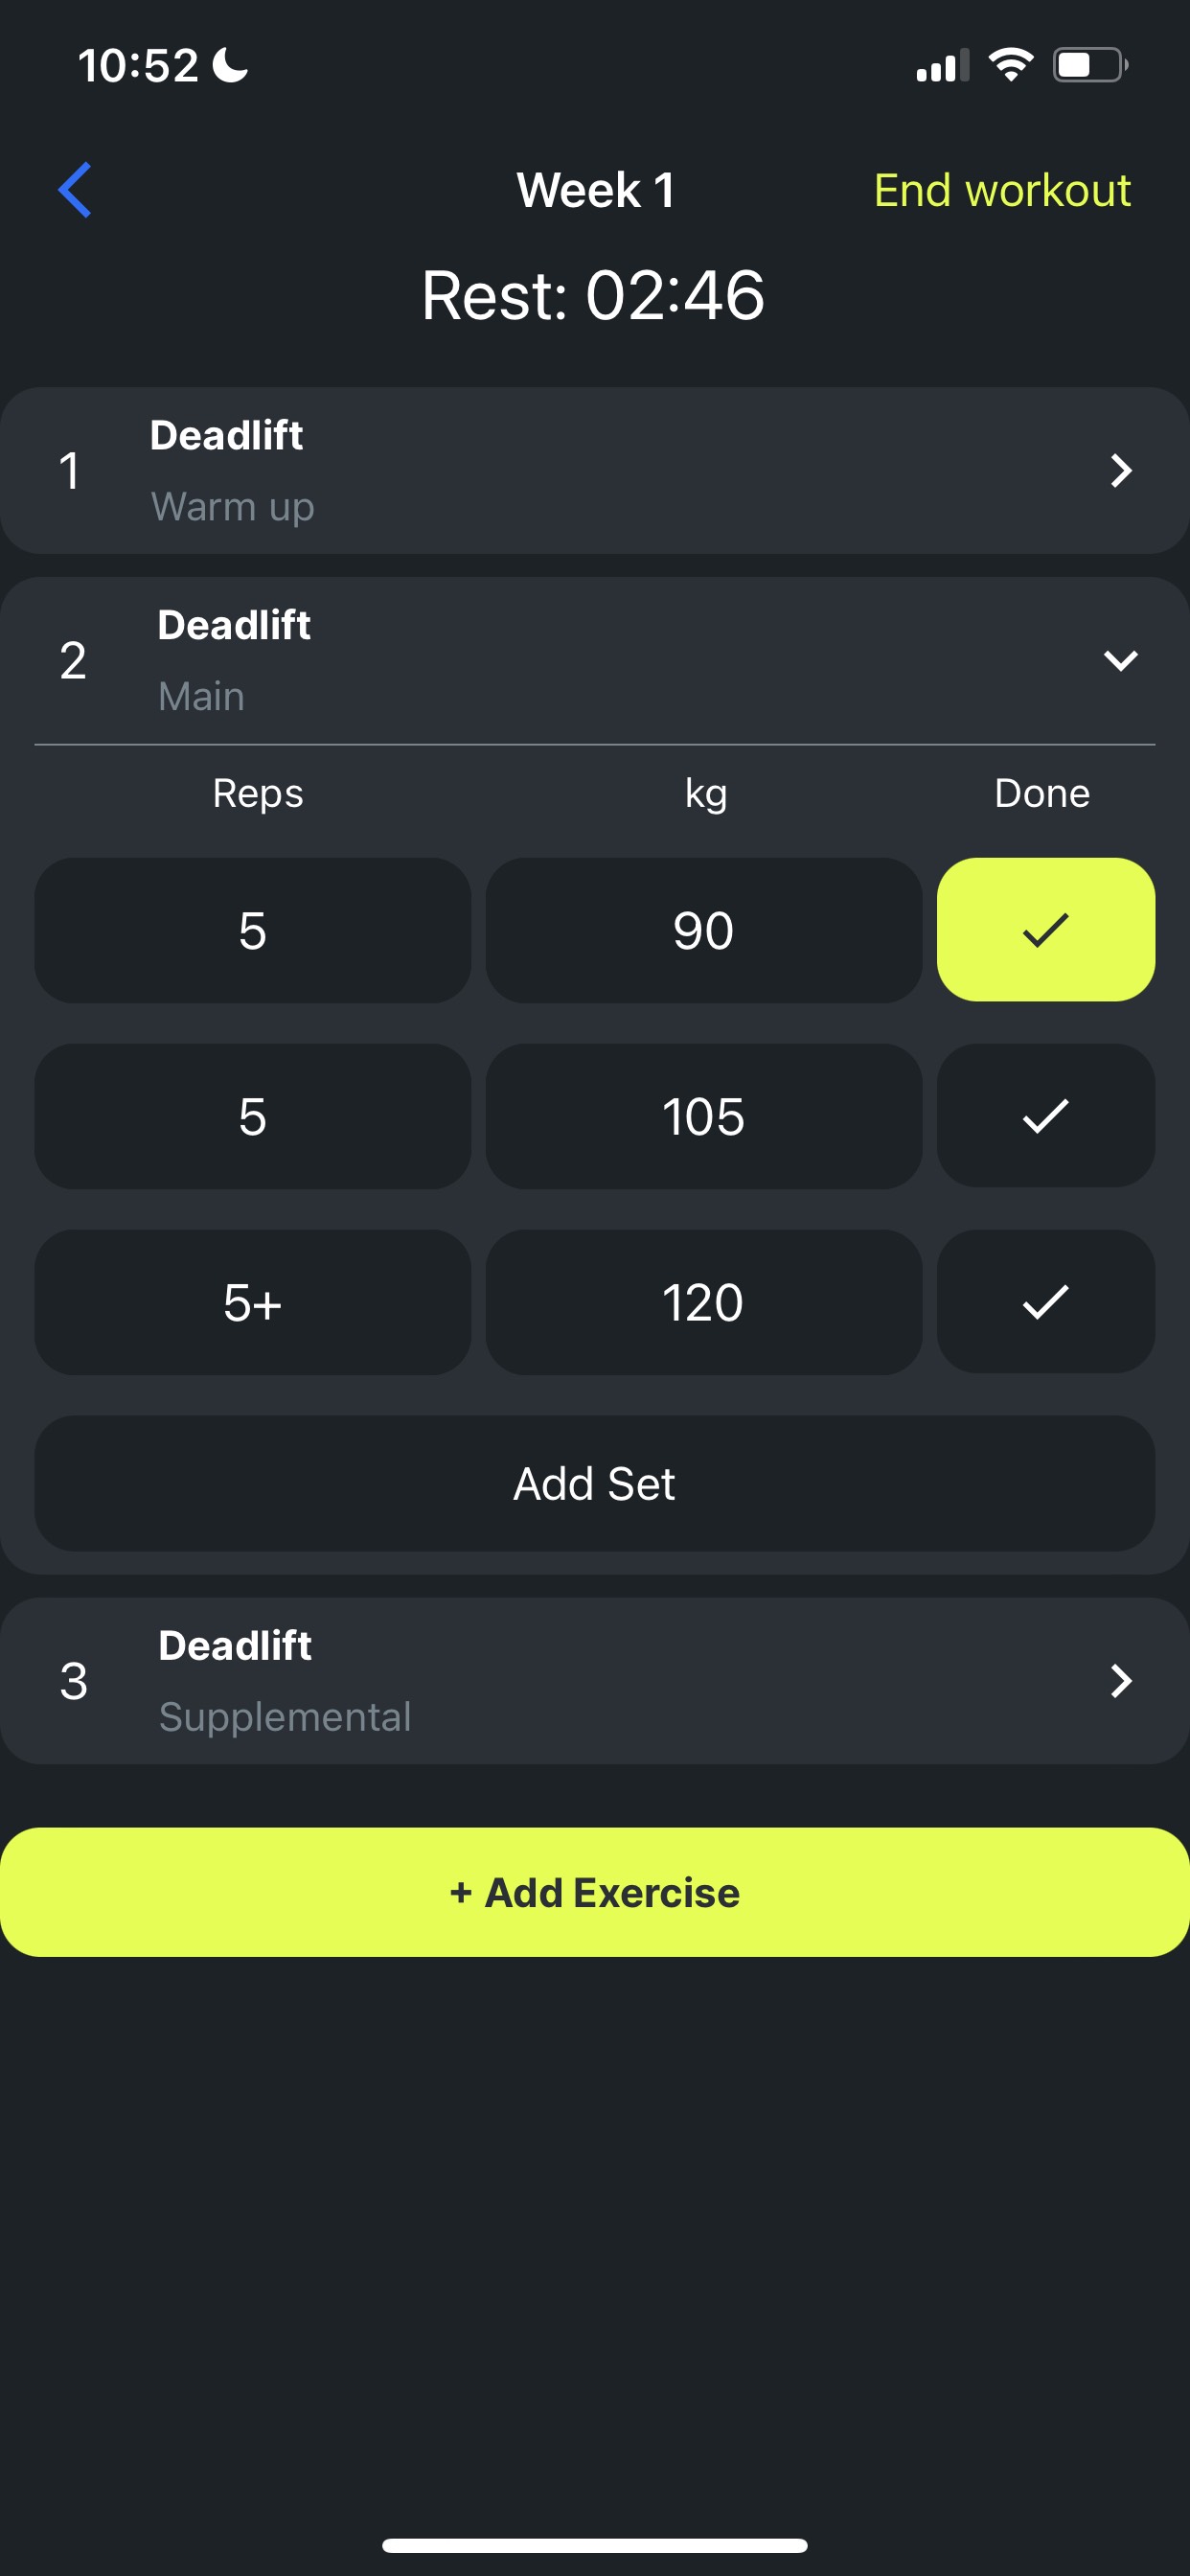 10:52
Week 1
End workout
Rest: 02:46
1
Deadlift
Warm up
2
Deadlift
Main
Reps kg Done
5 90
5 105
5+ 120
Add Set
3
Deadlift
Supplemental
+ Add Exercise